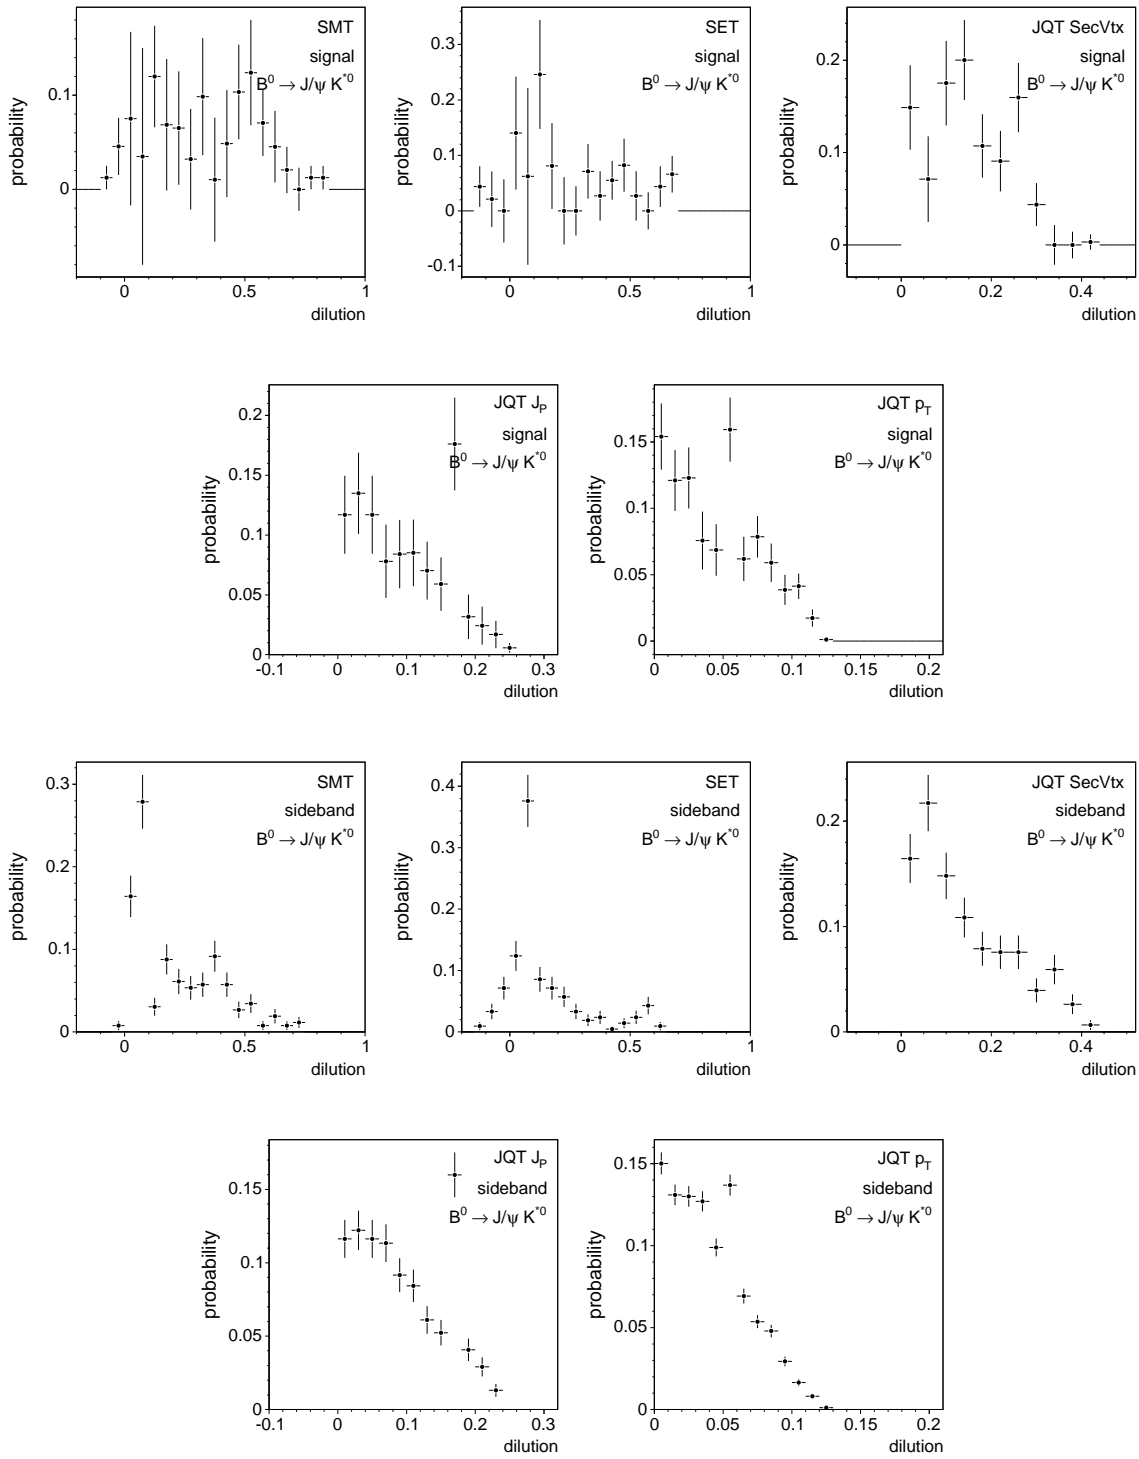 SMT
signal
B0 → J/ψ K*0
probability
0.1
0
0 0.5 1
dilution
SET
signal
B0 → J/ψ K*0
probability
0.3
0.2
0.1
0
-0.1
0 0.5 1
dilution
JQT SecVtx
signal
B0 → J/ψ K*0
probability
0.2
0.1
0
0 0.2 0.4
dilution
JQT JP
signal
B0 → J/ψ K*0
probability
0.2
0.15
0.1
0.05
0
-0.1 0 0.1 0.2 0.3
dilution
JQT pT
signal
B0 → J/ψ K*0
probability
0.15
0.1
0.05
0
0 0.05 0.1 0.15 0.2
dilution
SMT
sideband
B0 → J/ψ K*0
probability
0.3
0.2
0.1
0
0 0.5 1
dilution
SET
sideband
B0 → J/ψ K*0
probability
0.4
0.3
0.2
0.1
0
0 0.5 1
dilution
JQT SecVtx
sideband
B0 → J/ψ K*0
probability
0.2
0.1
0
0 0.2 0.4
dilution
JQT JP
sideband
B0 → J/ψ K*0
probability
0.15
0.1
0.05
0
-0.1 0 0.1 0.2 0.3
dilution
JQT pT
sideband
B0 → J/ψ K*0
probability
0.15
0.1
0.05
0
0 0.05 0.1 0.15 0.2
dilution